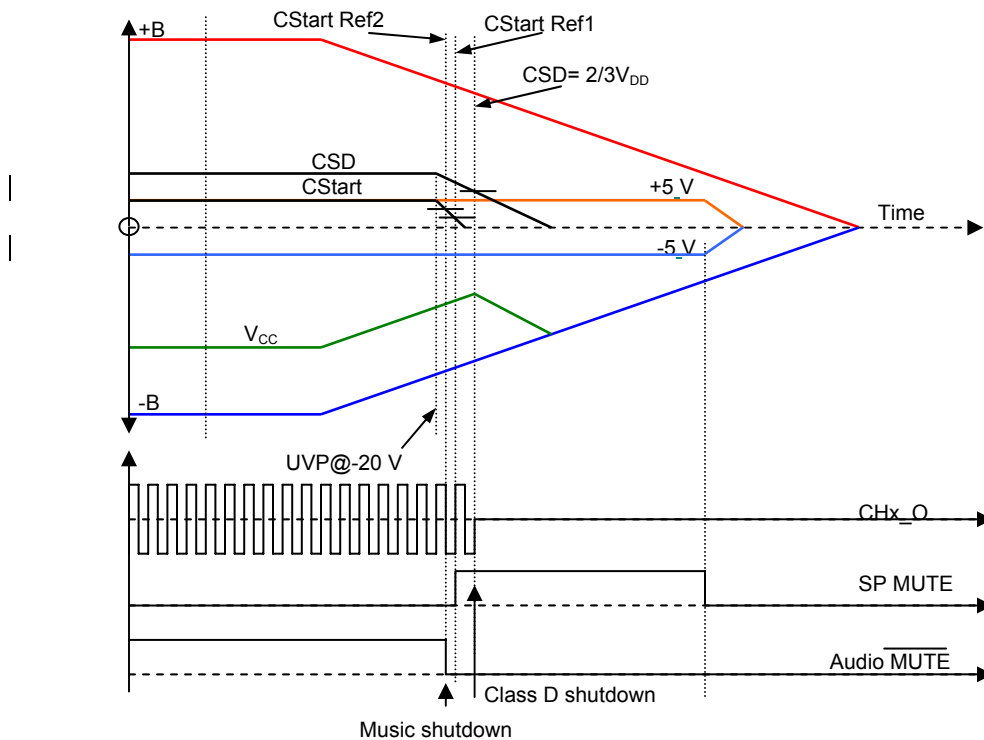 CStart Ref2
CStart Ref1
+B
CSD= 2/3VDD
CSD
CStart
+5 V
Time
-5 V
VCC
-B
UVP@-20 V
CHx_O
SP MUTE
Audio MUTE
Class D shutdown
Music shutdown